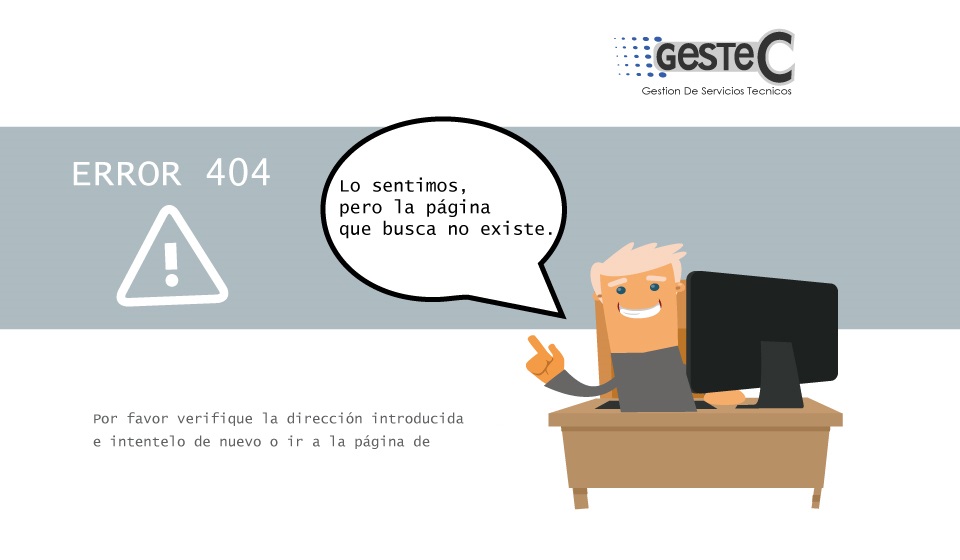 GESTEC
Gestion De Servicios Tecnicos
ERROR 404
Lo sentimos,
pero la página
que busca no existe.
Por favor verifique la dirección introducida
e intentelo de nuevo o ir a la página de